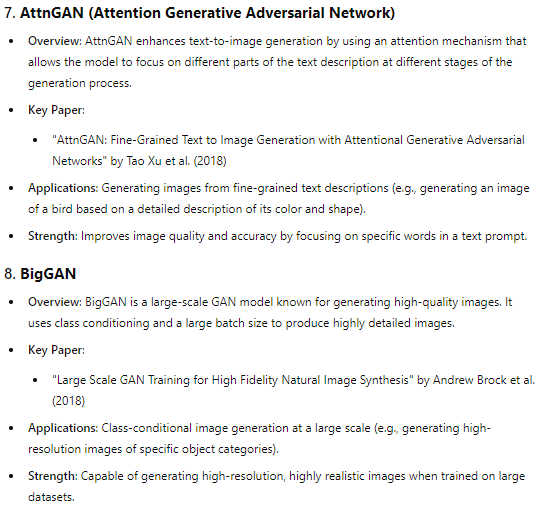 7. AttnGAN (Attention Generative Adversarial Network)
• Overview: AttnGAN enhances text-to-image generation by using an attention mechanism that
allows the model to focus on different parts of the text description at different stages of the
generation process.
• Key Paper:
• "AttnGAN: Fine-Grained Text to Image Generation with Attentional Generative Adversarial
Networks" by Tao Xu et al. (2018)
• Applications: Generating images from fine-grained text descriptions (e.g., generating an image
of a bird based on a detailed description of its color and shape).
• Strength: Improves image quality and accuracy by focusing on specific words in a text prompt.
8. BigGAN
• Overview: BigGAN is a large-scale GAN model known for generating high-quality images. It
uses class conditioning and a large batch size to produce highly detailed images.
• Key Paper:
• "Large Scale GAN Training for High Fidelity Natural Image Synthesis" by Andrew Brock et al.
(2018)
• Applications: Class-conditional image generation at a large scale (e.g., generating high-
resolution images of specific object categories).
• Strength: Capable of generating high-resolution, highly realistic images when trained on large
datasets.